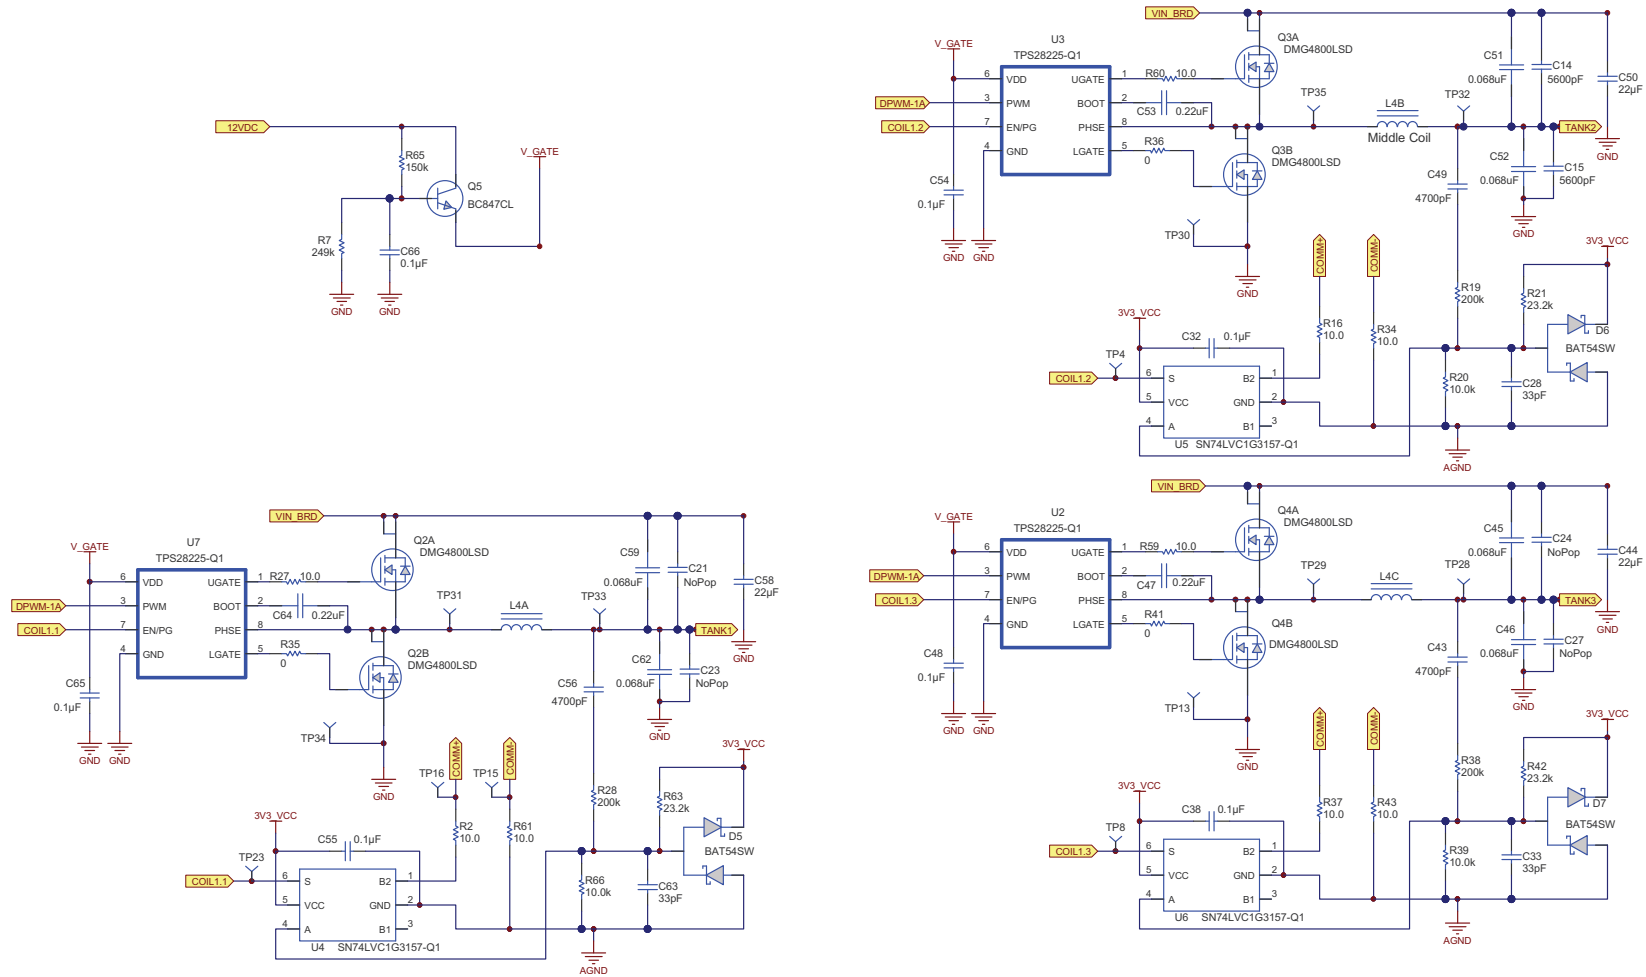 12VDC
R65
150k
V_GATE
Q5
BC847CL
R7
249k
C66
0.1µF
GND
GND
VIN_BRD
U3
TPS28225-Q1
V_GATE
Q3A
DMG4800LSD
C51
0.068uF
C14
5600pF
C50
22µF
6 VDD UGATE 1 R60 10.0
DPWM-1A 3 PWM BOOT 2
C53 0.22uF
COIL1.2 7 EN/PG PHSE 8
TP35
L4B
Middle Coil
TP32
TANK2
GND
4 GND LGATE 5 R36
0
Q3B
DMG4800LSD
C52
0.068uF
C15
5600pF
C54
0.1µF
C49
4700pF
GND
TP30
GND GND
GND
COMM+
COMM-
3V3_VCC
R19
200k
R21
23.2k
3V3_VCC
R16
10.0
R34
10.0
D6
BAT54SW
C32 0.1µF
TP4
COIL1.2 6 S B2 1
5 VCC GND 2
4 A B1 3
U5 SN74LVC1G3157-Q1
R20
10.0k
C28
33pF
AGND
VIN_BRD
U7
TPS28225-Q1
V_GATE
Q2A
DMG4800LSD
C59
0.068uF
C21
NoPop
C58
22µF
6 VDD UGATE 1 R27 10.0
DPWM-1A 3 PWM BOOT 2
C64 0.22uF
COIL1.1 7 EN/PG PHSE 8
TP31
L4A
TP33
TANK1
GND
4 GND LGATE 5 R35
0
Q2B
DMG4800LSD
C62
0.068uF
C23
NoPop
C65
0.1µF
C56
4700pF
GND
TP34
GND GND
GND
TP16
COMM+
TP15
COMM-
3V3_VCC
R28
200k
R63
23.2k
3V3_VCC
R2
10.0
R61
10.0
D5
BAT54SW
C55 0.1µF
TP23
COIL1.1 6 S B2 1
5 VCC GND 2
4 A B1 3
U4 SN74LVC1G3157-Q1
R66
10.0k
C63
33pF
AGND
VIN_BRD
U2
TPS28225-Q1
V_GATE
Q4A
DMG4800LSD
C45
0.068uF
C24
NoPop
C44
22µF
6 VDD UGATE 1 R59 10.0
DPWM-1A 3 PWM BOOT 2
C47 0.22uF
COIL1.3 7 EN/PG PHSE 8
TP29
L4C
TP28
TANK3
GND
4 GND LGATE 5 R41
0
Q4B
DMG4800LSD
C46
0.068uF
C27
NoPop
C48
0.1µF
C43
4700pF
GND
TP13
GND GND
GND
COMM+
COMM-
3V3_VCC
R38
200k
R42
23.2k
3V3_VCC
R37
10.0
R43
10.0
D7
BAT54SW
C38 0.1µF
TP8
COIL1.3 6 S B2 1
5 VCC GND 2
4 A B1 3
U6 SN74LVC1G3157-Q1
R39
10.0k
C33
33pF
AGND